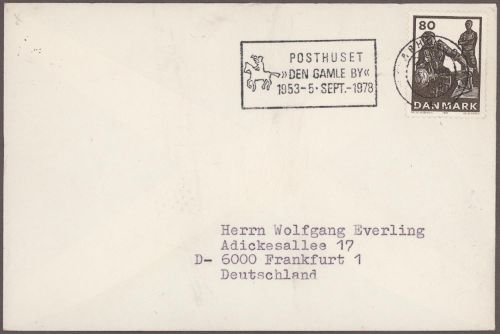 POSTHUSET
»DEN GAMLE BY«
1953-5·SEPT.-1978
80
DANMARK
Herrn Wolfgang Everling
Adickesallee 17
D- 6000 Frankfurt 1
Deutschland